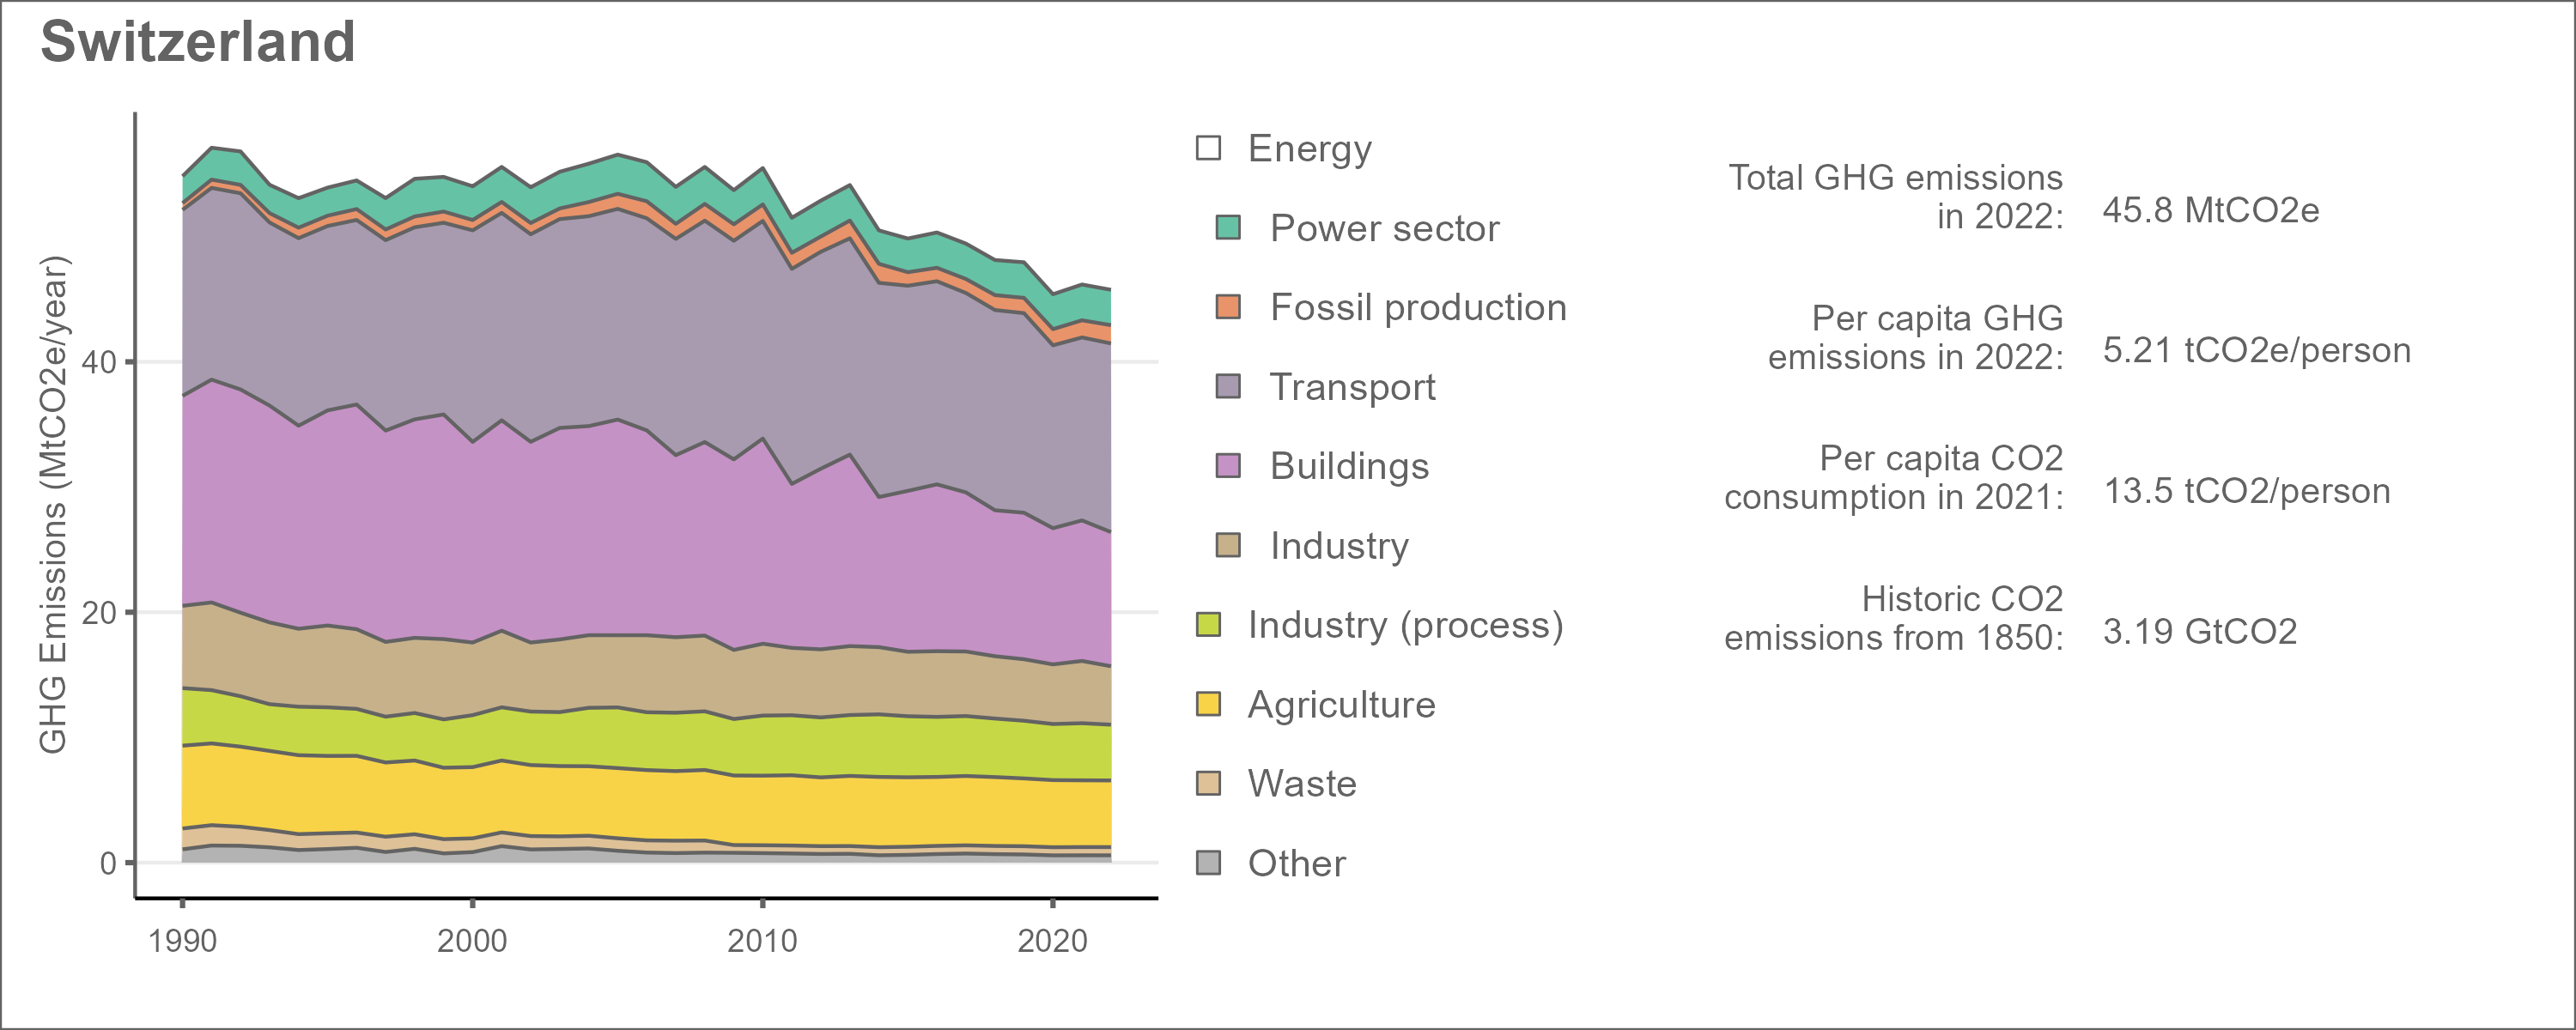 Switzerland
GHG Emissions (MtCO2e/year)
40
20
0
1990
2000
2010
2020
Energy
Power sector
Fossil production
Transport
Buildings
Industry
Industry (process)
Agriculture
Waste
Other
Total GHG emissions
in 2022:
45.8 MtCO2e
Per capita GHG
emissions in 2022:
5.21 tCO2e/person
Per capita CO2
consumption in 2021:
13.5 tCO2/person
Historic CO2
emissions from 1850:
3.19 GtCO2